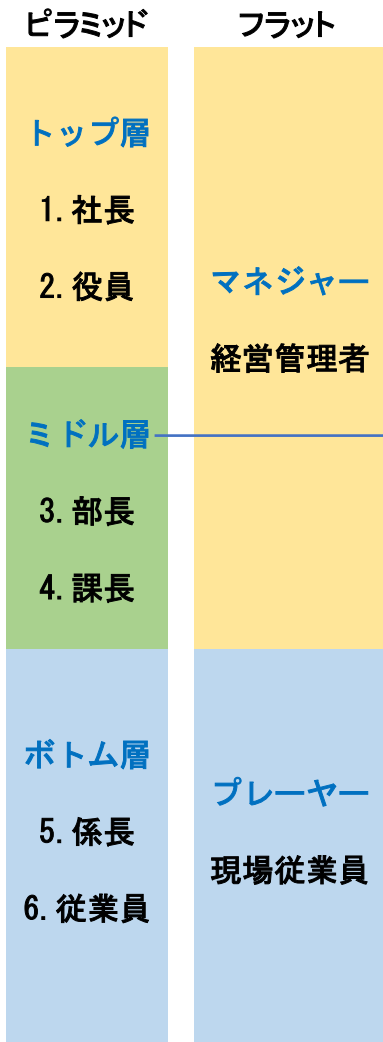 ピラミッド
トップ層
1.社長
2.役員
ミドル層
3.部長
4.課長
ボトム層
5.係長
6.従業員
フラット
マネジャー
経営管理者
プレーヤー
現場従業員